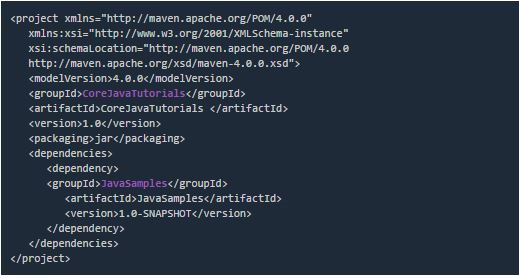 <project xmlns="http://maven.apache.org/POM/4.0.0"
   xmlns:xsi="http://www.w3.org/2001/XMLSchema-instance"
   xsi:schemaLocation="http://maven.apache.org/POM/4.0.0
   http://maven.apache.org/xsd/maven-4.0.0.xsd">
   <modelVersion>4.0.0</modelVersion>
   <groupId>CoreJavaTutorials</groupId>
   <artifactId>CoreJavaTutorials </artifactId>
   <version>1.0</version>
   <packaging>jar</packaging>
   <dependencies>
      <dependency>
      <groupId>JavaSamples</groupId>
         <artifactId>JavaSamples</artifactId>
         <version>1.0-SNAPSHOT</version>
      </dependency>
   </dependencies>
</project>